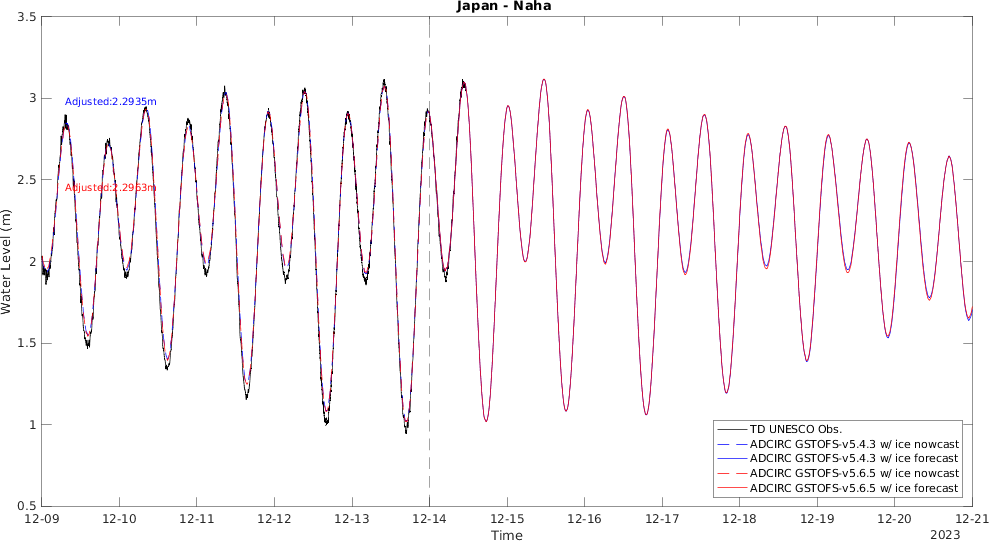 Japan - Naha
3.5
3
2.5
2
1.5
1
0.5
Water Level (m)
Adjusted:2.2935m
Adjusted:2.2963m
TD UNESCO Obs.
ADCIRC GSTOFS-v5.4.3 w/ ice nowcast
ADCIRC GSTOFS-v5.4.3 w/ ice forecast
ADCIRC GSTOFS-v5.6.5 w/ ice nowcast
ADCIRC GSTOFS-v5.6.5 w/ ice forecast
12-09 12-10 12-11 12-12 12-13 12-14 12-15 12-16 12-17 12-18 12-19 12-20 12-21
Time
2023